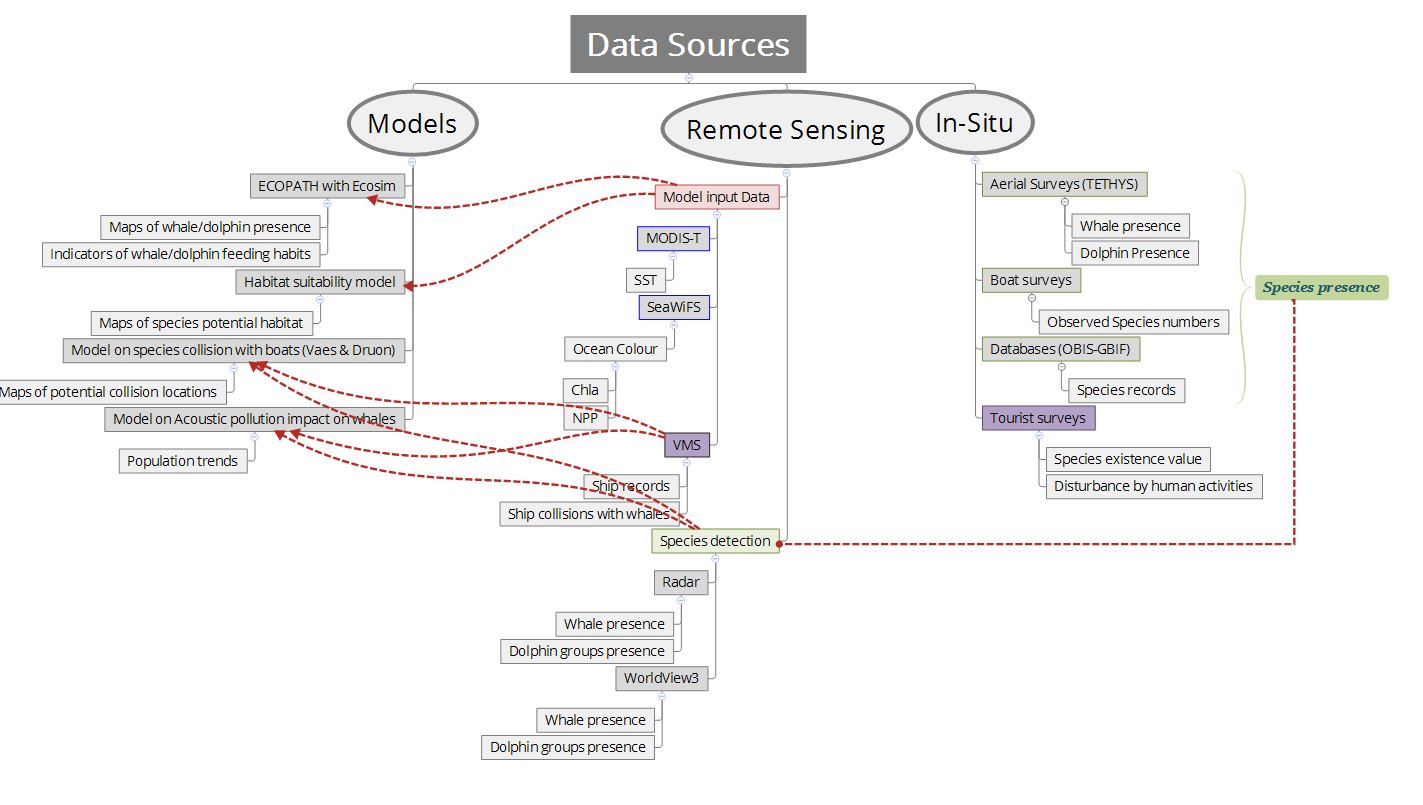 Data Sources
Models
Remote Sensing
In-Situ
ECOPATH with Ecosim
Maps of whale/dolphin presence
Indicators of whale/dolphin feeding habits
Habitat suitability model
Maps of species potential habitat
Model on species collision with boats (Vaes & Druon)
Maps of potential collision locations
Model on Acoustic pollution impact on whales
Population trends
Model input Data
MODIS-T
SST
SeaWiFS
Ocean Colour
Chla
NPP
VMS
Ship records
Ship collisions with whales
Species detection
Radar
Whale presence
Dolphin groups presence
WorldView3
Whale presence
Dolphin groups presence
Aerial Surveys (TETHYS)
Whale presence
Dolphin Presence
Boat surveys
Observed Species numbers
Databases (OBIS-GBIF)
Species records
Tourist surveys
Species existence value
Disturbance by human activities
Species presence